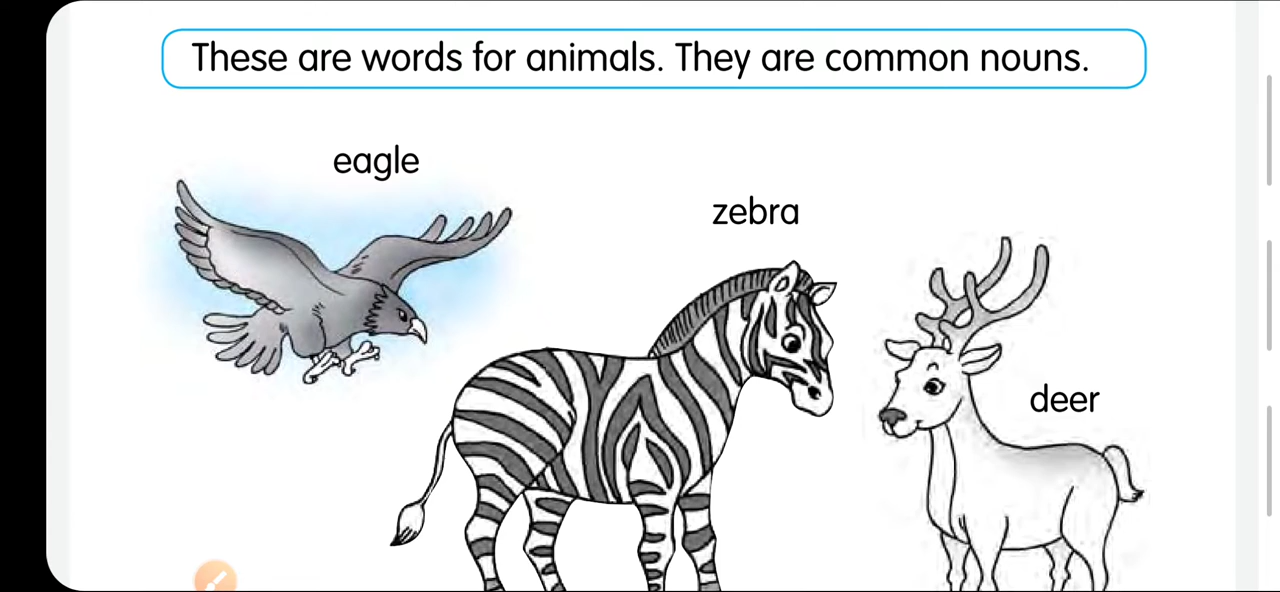 These are words for animals. They are common nouns.
eagle
zebra
deer